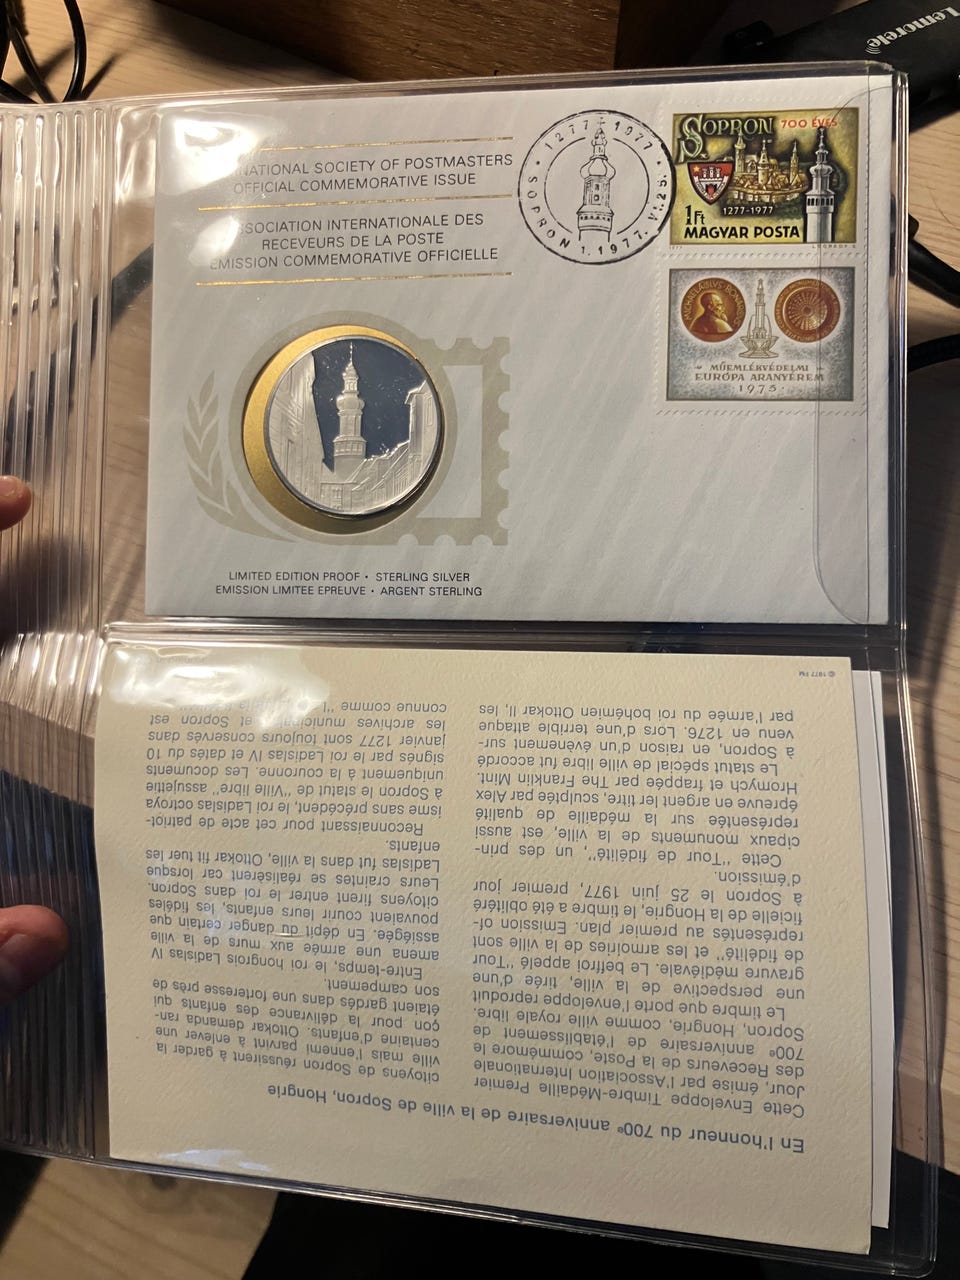 NATIONAL SOCIETY OF POSTMASTERS
OFFICIAL COMMEMORATIVE ISSUE
SSOCIATION INTERNATIONALE DES
RECEVEURS DE LA POSTE
EMISSION COMMEMORATIVE OFFICIELLE
1277 1977
SOPRON 1.
1977. VI. 25.
SOPRON 700 ÉVES
1277-1977
1Ft
MAGYAR POSTA
1977
LÉGRÁDY S.
MŰEMLÉKVÉDELMI
EURÓPA ARANYÉREM
·1975·
LIMITED EDITION PROOF • STERLING SILVER
EMISSION LIMITEE EPREUVE • ARGENT STERLING
En l'honneur du 700e anniversaire de la ville de Sopron, Hongrie
Cette Enveloppe Timbre-Médaille Premier
Jour, émise par l'Association Internationale
des Receveurs de la Poste, commémore le
700e anniversaire de l'établissement de
Sopron, Hongrie, comme ville royale libre.
Le timbre que porte l'enveloppe reproduit
une perspective de la ville, tirée d'une
gravure médiévale. Le beffroi appelé "Tour
de fidélité" et les armoiries de la ville sont
représentés au premier plan. Emission of-
ficielle de la Hongrie, le timbre a été oblitéré
à Sopron le 25 juin 1977, premier jour
d'émission.
Cette "Tour de fidélité", un des prin-
cipaux monuments de la ville, est aussi
représentée sur la médaille de qualité
épreuve en argent Ier titre, sculptée par Alex
Hromych et frappée par The Franklin Mint.
Le statut spécial de ville libre fut accordé
à Sopron, en raison d'un évènement sur-
venu en 1276. Lors d'une terrible attaque
par l'armée du roi bohémien Ottokar II, les
citoyens de Sopron réussirent à garder la
ville mais l'ennemi parvint à enlever une
centaine d'enfants. Ottokar demanda ran-
çon pour la délivrance des enfants qui
étaient gardés dans une forteresse près de
son campement.
Entre-temps, le roi hongrois Ladislas IV
amena une armée aux murs de la ville
assiégée. En dépit du danger certain que
pouvaient courir leurs enfants, les fidèles
citoyens firent entrer le roi dans Sopron.
Leurs craintes se réalisèrent car lorsque
Ladislas fut dans la ville, Ottokar fit tuer les
enfants.
Reconnaissant pour cet acte de patriot-
isme sans précédent, le roi Ladislas octroya
à Sopron le statut de "Ville libre" assujettie
uniquement à la couronne. Les documents
signés par le roi Ladislas IV et datés du 10
janvier 1277 sont toujours conservés dans
les archives municipales et Sopron est
connue comme
© 1977 FM
Lemerele